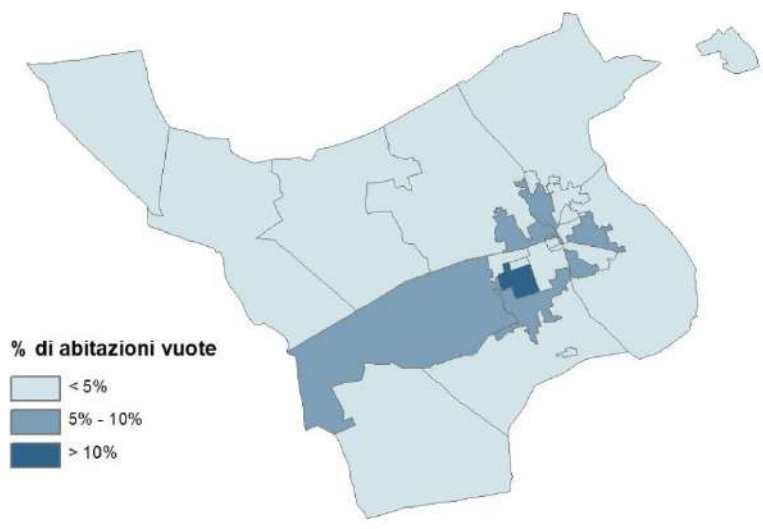 % di abitazioni vuote
< 5%
5% - 10%
> 10%